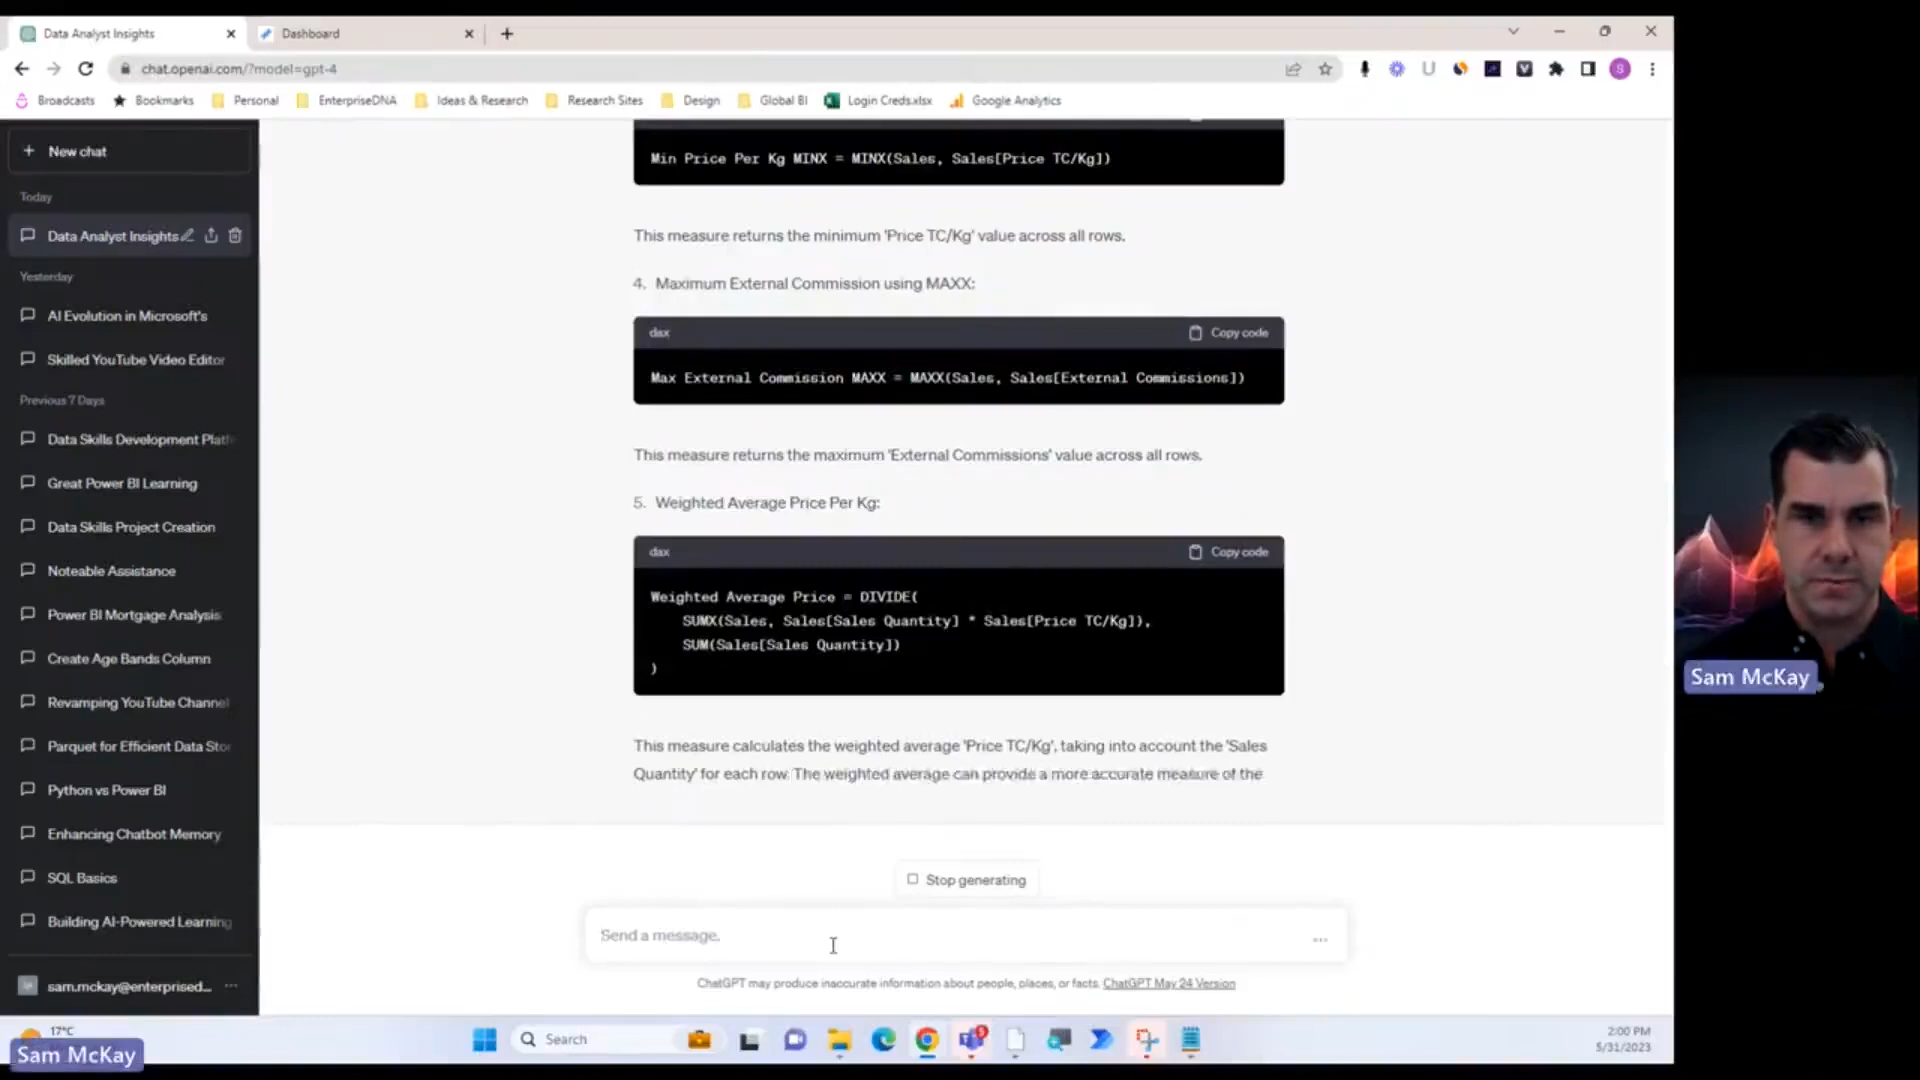 Data Analyst Insights
Dashboard
chat.openai.com/?model=gpt-4
Broadcasts
Bookmarks
Personal
EnterpriseDNA
Ideas & Research
Research Sites
Design
Global BI
Login Creds.xlsx
Google Analytics
+ New chat
Today
Data Analyst Insights
Yesterday
AI Evolution in Microsoft's
Skilled YouTube Video Editor
Previous 7 Days
Data Skills Development Platf
Great Power BI Learning
Data Skills Project Creation
Noteable Assistance
Power BI Mortgage Analysis
Create Age Bands Column
Revamping YouTube Channel
Parquet for Efficient Data Stor
Python vs Power BI
Enhancing Chatbot Memory
SQL Basics
Building AI-Powered Learning
sam.mckay@enterprised...
Min Price Per Kg MINX = MINX(Sales, Sales[Price TC/Kg])
This measure returns the minimum 'Price TC/Kg' value across all rows.
4. Maximum External Commission using MAXX:
dax
Copy code
Max External Commission MAXX = MAXX(Sales, Sales[External Commissions])
This measure returns the maximum 'External Commissions' value across all rows.
5. Weighted Average Price Per Kg:
dax
Copy code
Weighted Average Price = DIVIDE(
SUMX(Sales, Sales[Sales Quantity] * Sales[Price TC/Kg]),
SUM(Sales[Sales Quantity])
)
This measure calculates the weighted average 'Price TC/Kg', taking into account the 'Sales
Quantity' for each row. The weighted average can provide a more accurate measure of the
Stop generating
Send a message.
ChatGPT may produce inaccurate information about people, places, or facts. ChatGPT May 24 Version
Sam McKay
17°C
Sam McKay
Search
5
2:00 PM
5/31/2023